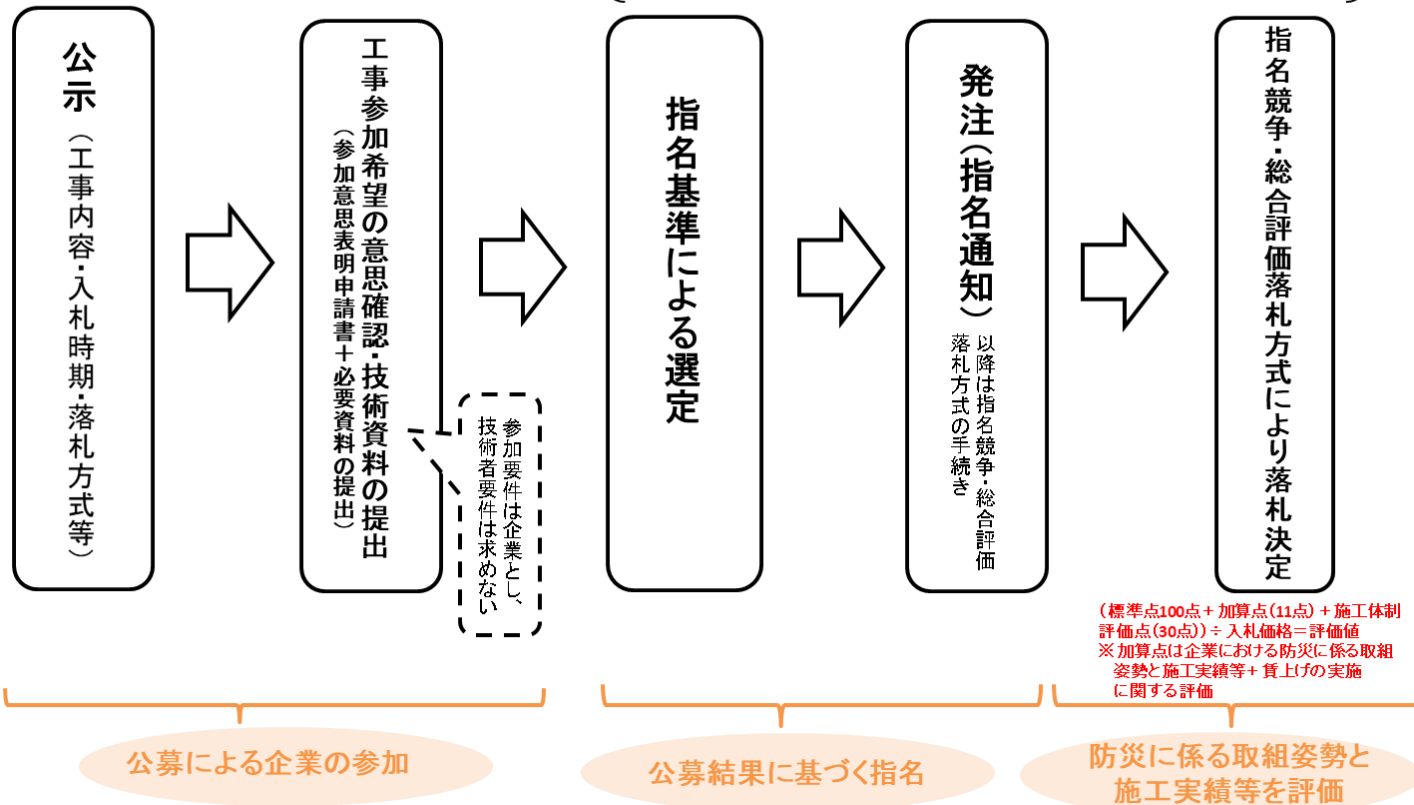 公示(工事内容・入札時期・落札方式等)
工事参加希望の意思確認・技術資料の提出
(参加意思表明申請書+必要資料の提出)
参加要件は企業とし、
技術者要件は求めない
指名基準による選定
発注(指名通知)
以降は指名競争・総合評価
落札方式の手続き
指名競争・総合評価落札方式により落札決定
(標準点100点+加算点(11点)+施工体制
評価点(30点))÷入札価格=評価値
※加算点は企業における防災に係る取組
姿勢と施工実績等+賃上げの実施
に関する評価
公募による企業の参加
公募結果に基づく指名
防災に係る取組姿勢と
施工実績等を評価